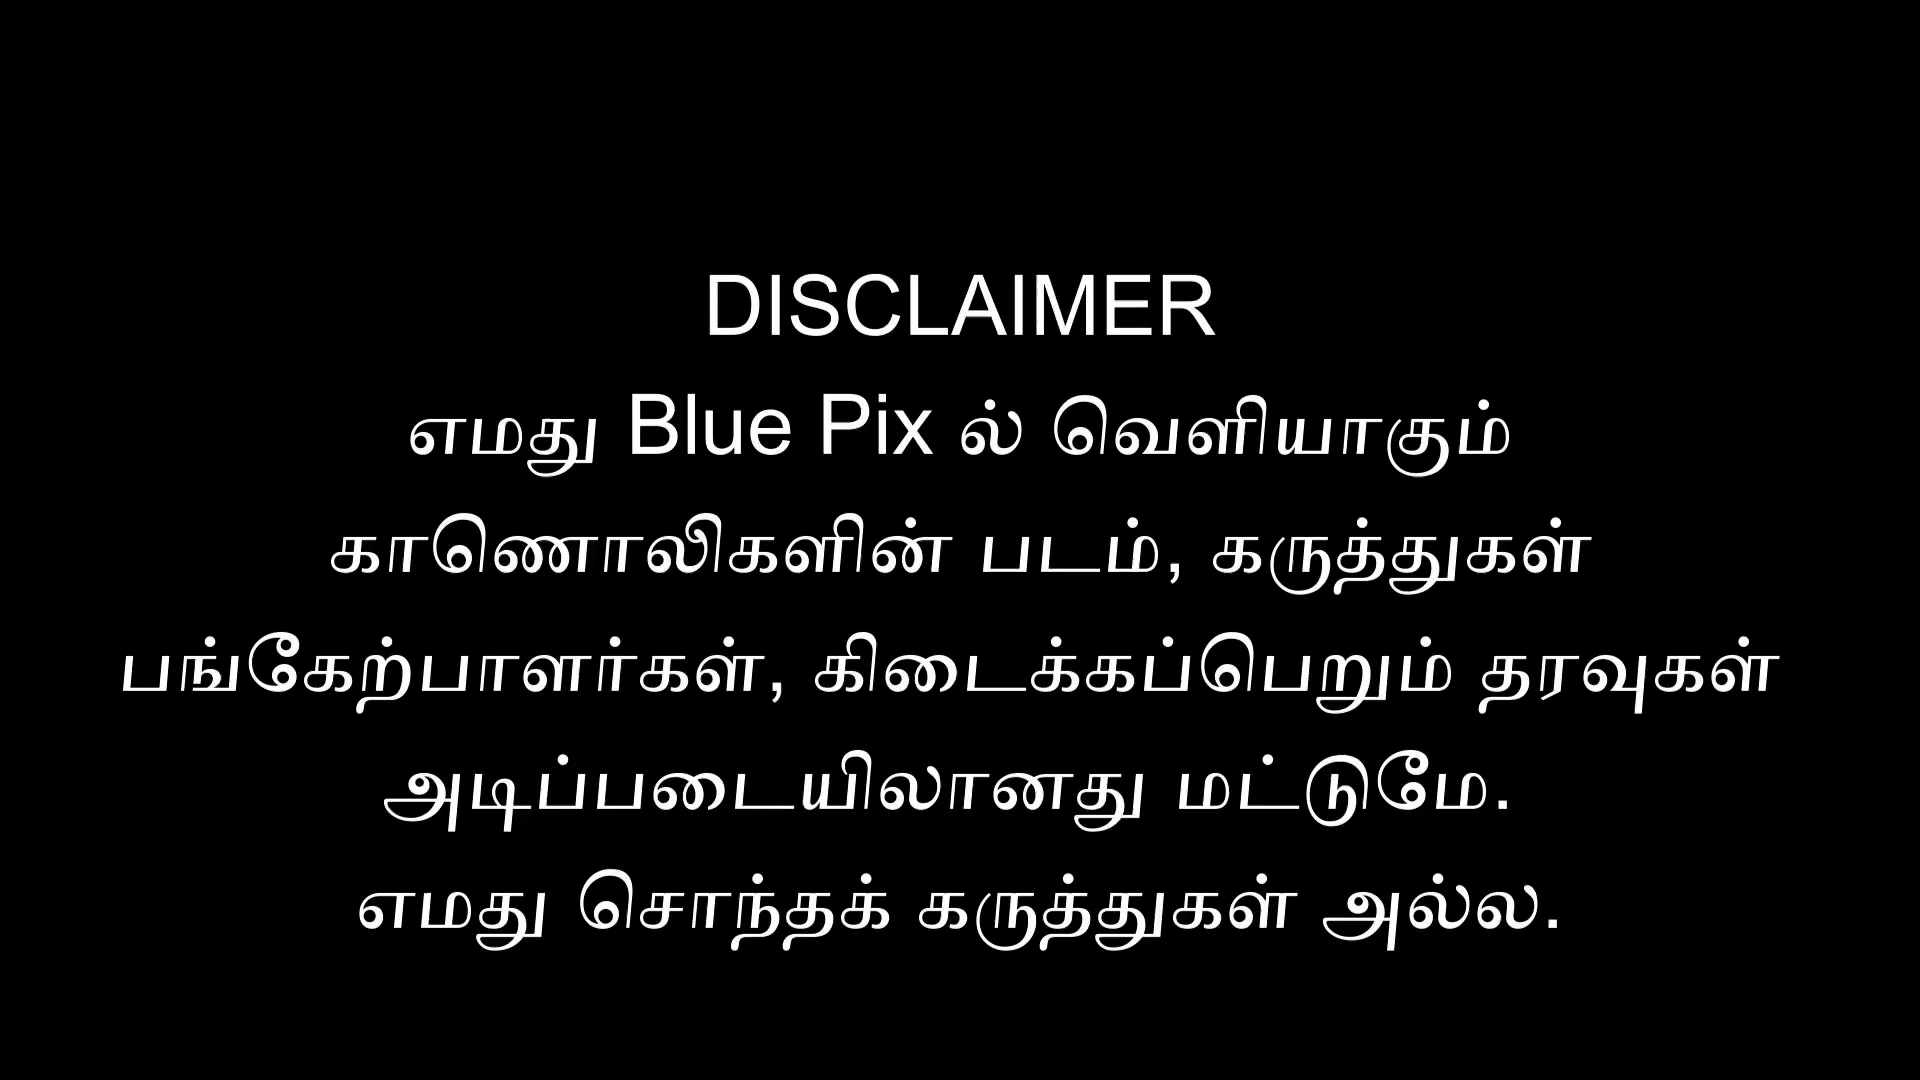 DISCLAIMER
எமது Blue Pix ல் வெளியாகும்
காணொலிகளின் படம், கருத்துகள்
பங்கேற்பாளர்கள், கிடைக்கப்பெறும் தரவுகள்
அடிப்படையிலானது மட்டுமே.
எமது சொந்தக் கருத்துகள் அல்ல.